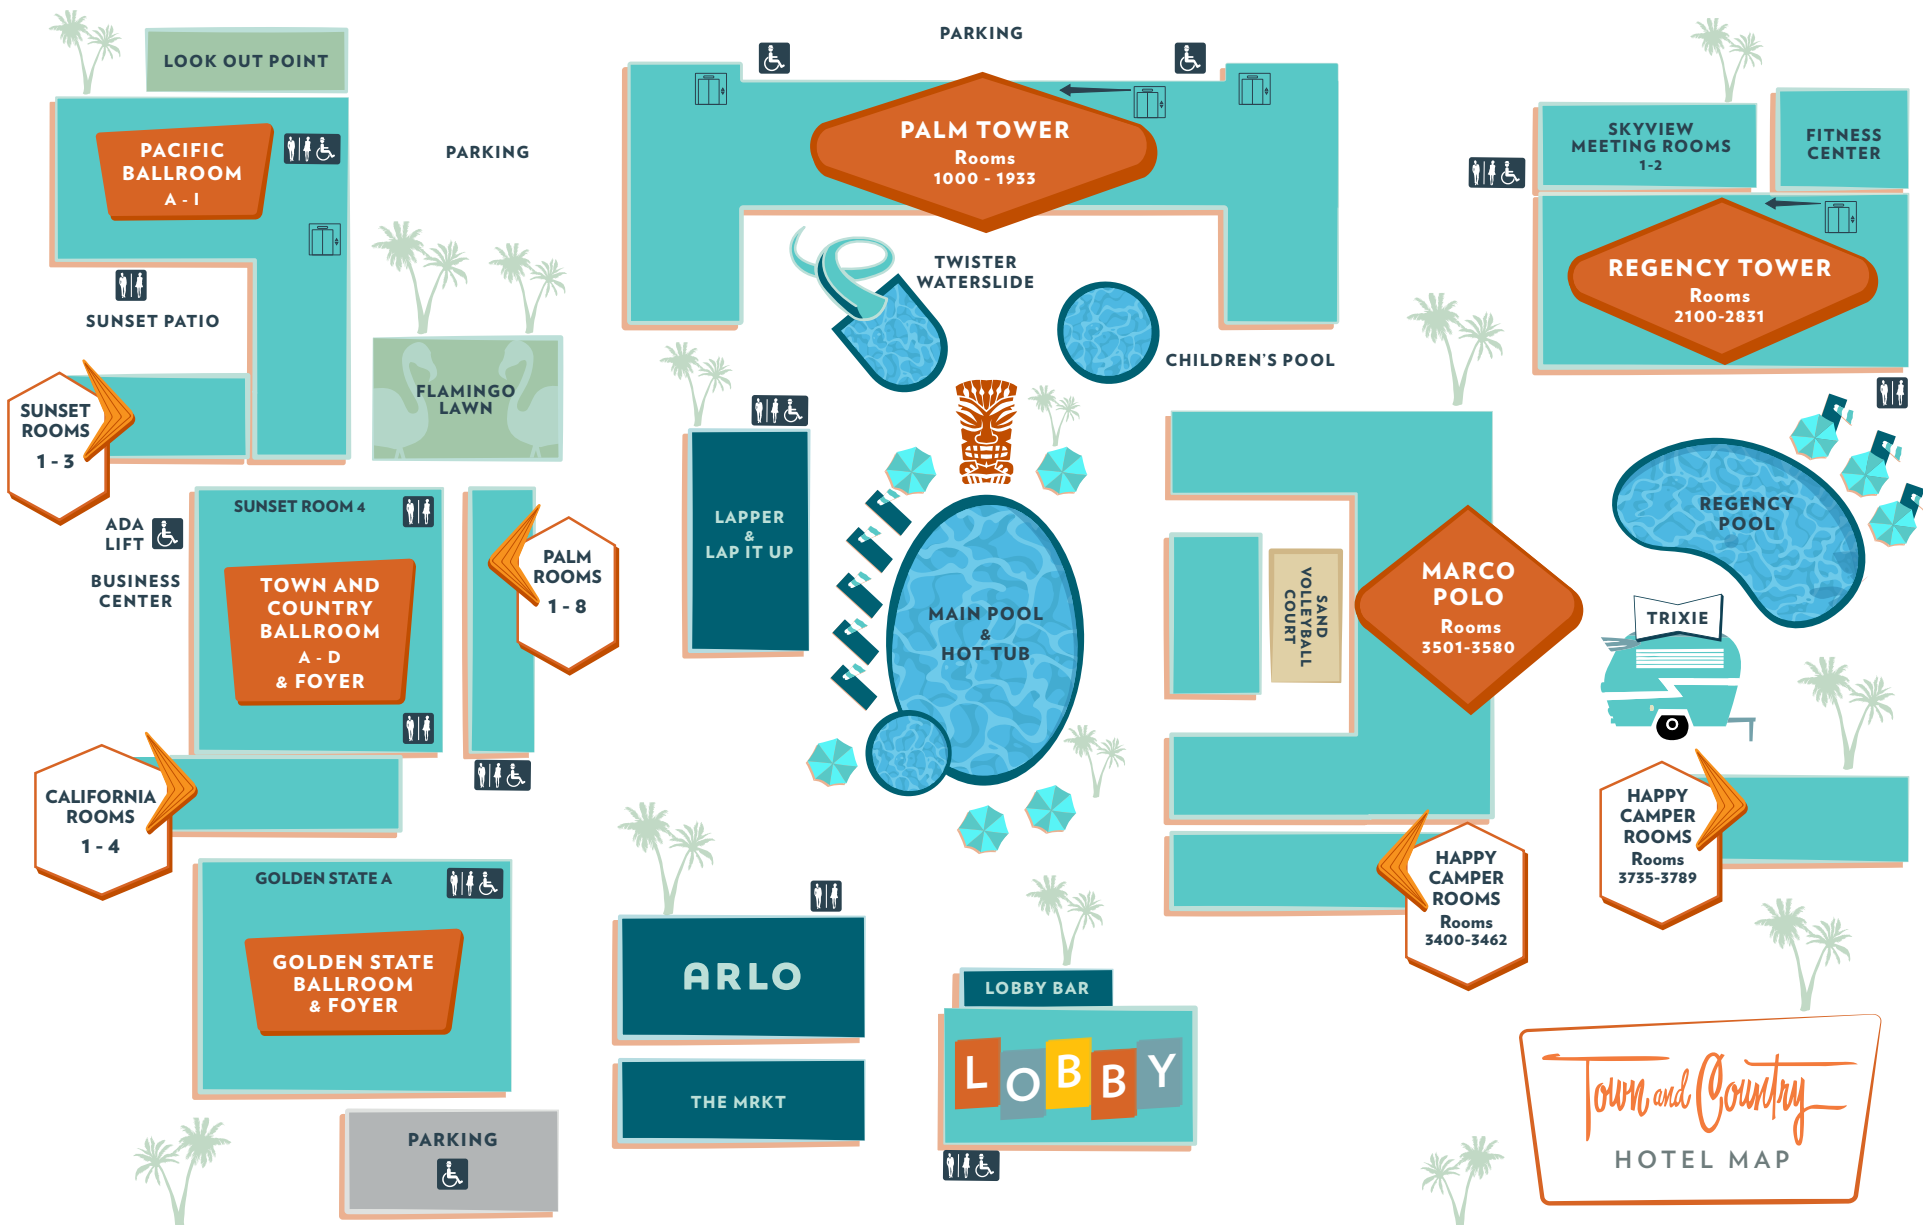 LOOK OUT POINT
PACIFIC
BALLROOM
A - I
PARKING
SUNSET PATIO
FLAMINGO
LAWN
SUNSET
ROOMS
1 - 3
ADA
LIFT
BUSINESS
CENTER
SUNSET ROOM 4
TOWN AND
COUNTRY
BALLROOM
A - D
& FOYER
PALM
ROOMS
1 - 8
CALIFORNIA
ROOMS
1 - 4
GOLDEN STATE A
GOLDEN STATE
BALLROOM
& FOYER
PARKING
PARKING
PALM TOWER
Rooms
1000 - 1933
TWISTER
WATERSLIDE
CHILDREN'S POOL
LAPPER
&
LAP IT UP
MAIN POOL
&
HOT TUB
SAND
VOLLEYBALL
COURT
MARCO
POLO
Rooms
3501-3580
ARLO
THE MRKT
LOBBY BAR
LOBBY
HAPPY
CAMPER
ROOMS
Rooms
3400-3462
SKYVIEW
MEETING ROOMS
1-2
FITNESS
CENTER
REGENCY TOWER
Rooms
2100-2831
REGENCY
POOL
TRIXIE
HAPPY
CAMPER
ROOMS
Rooms
3735-3789
Town and Country
HOTEL MAP